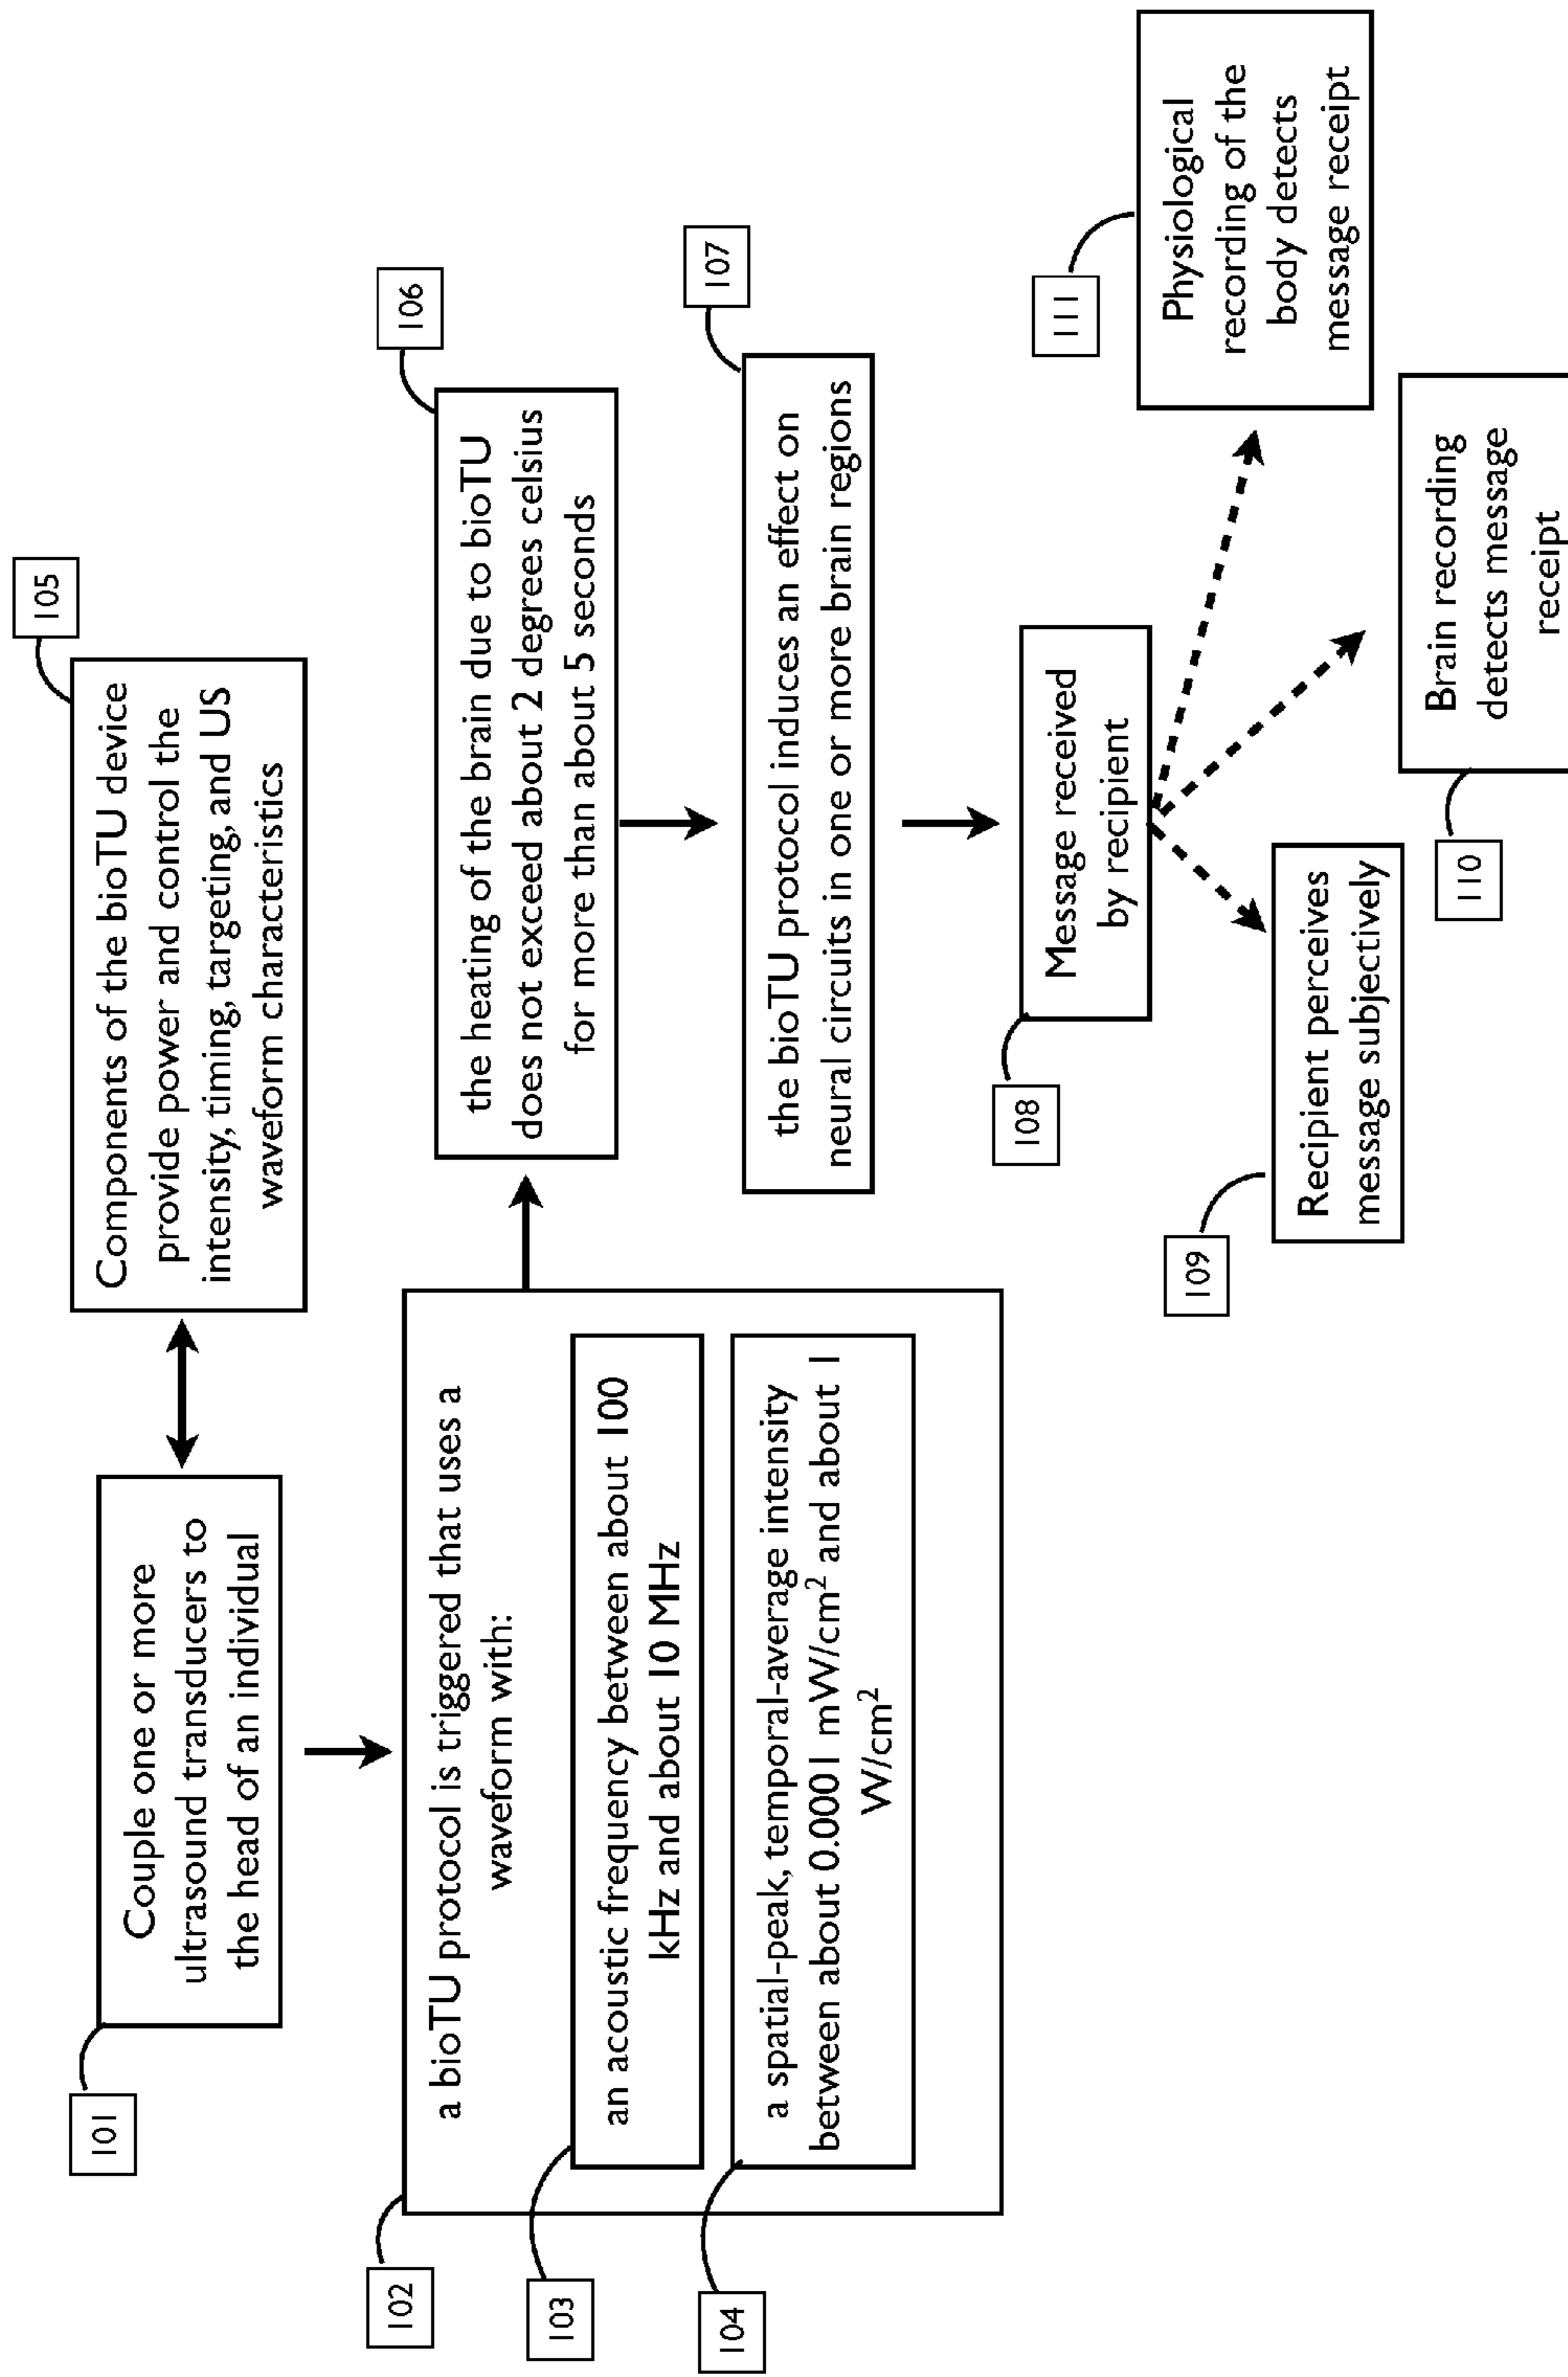 101
Couple one or more
ultrasound transducers to
the head of an individual
105
Components of the bioTU device
provide power and control the
intensity, timing, targeting, and US
waveform characteristics
102
a bioTU protocol is triggered that uses a
waveform with:
103
an acoustic frequency between about 100
kHz and about 10 MHz
104
a spatial-peak, temporal-average intensity
between about 0.0001 mW/cm² and about 1
W/cm²
106
the heating of the brain due to bioTU
does not exceed about 2 degrees celsius
for more than about 5 seconds
107
the bioTU protocol induces an effect on
neural circuits in one or more brain regions
108
Message received
by recipient
109
Recipient perceives
message subjectively
110
Brain recording
detects message
receipt
111
Physiological
recording of the
body detects
message receipt